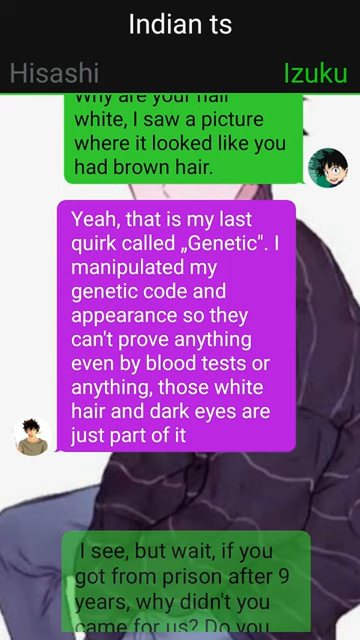 Indian ts
Hisashi
Izuku
Why are your hair
white, I saw a picture
where it looked like you
had brown hair.
Yeah, that is my last
quirk called „Genetic". I
manipulated my
genetic code and
appearance so they
can't prove anything
even by blood tests or
anything, those white
hair and dark eyes are
just part of it
I see, but wait, if you
got from prison after 9
years, why didn't you
came for us? Do you